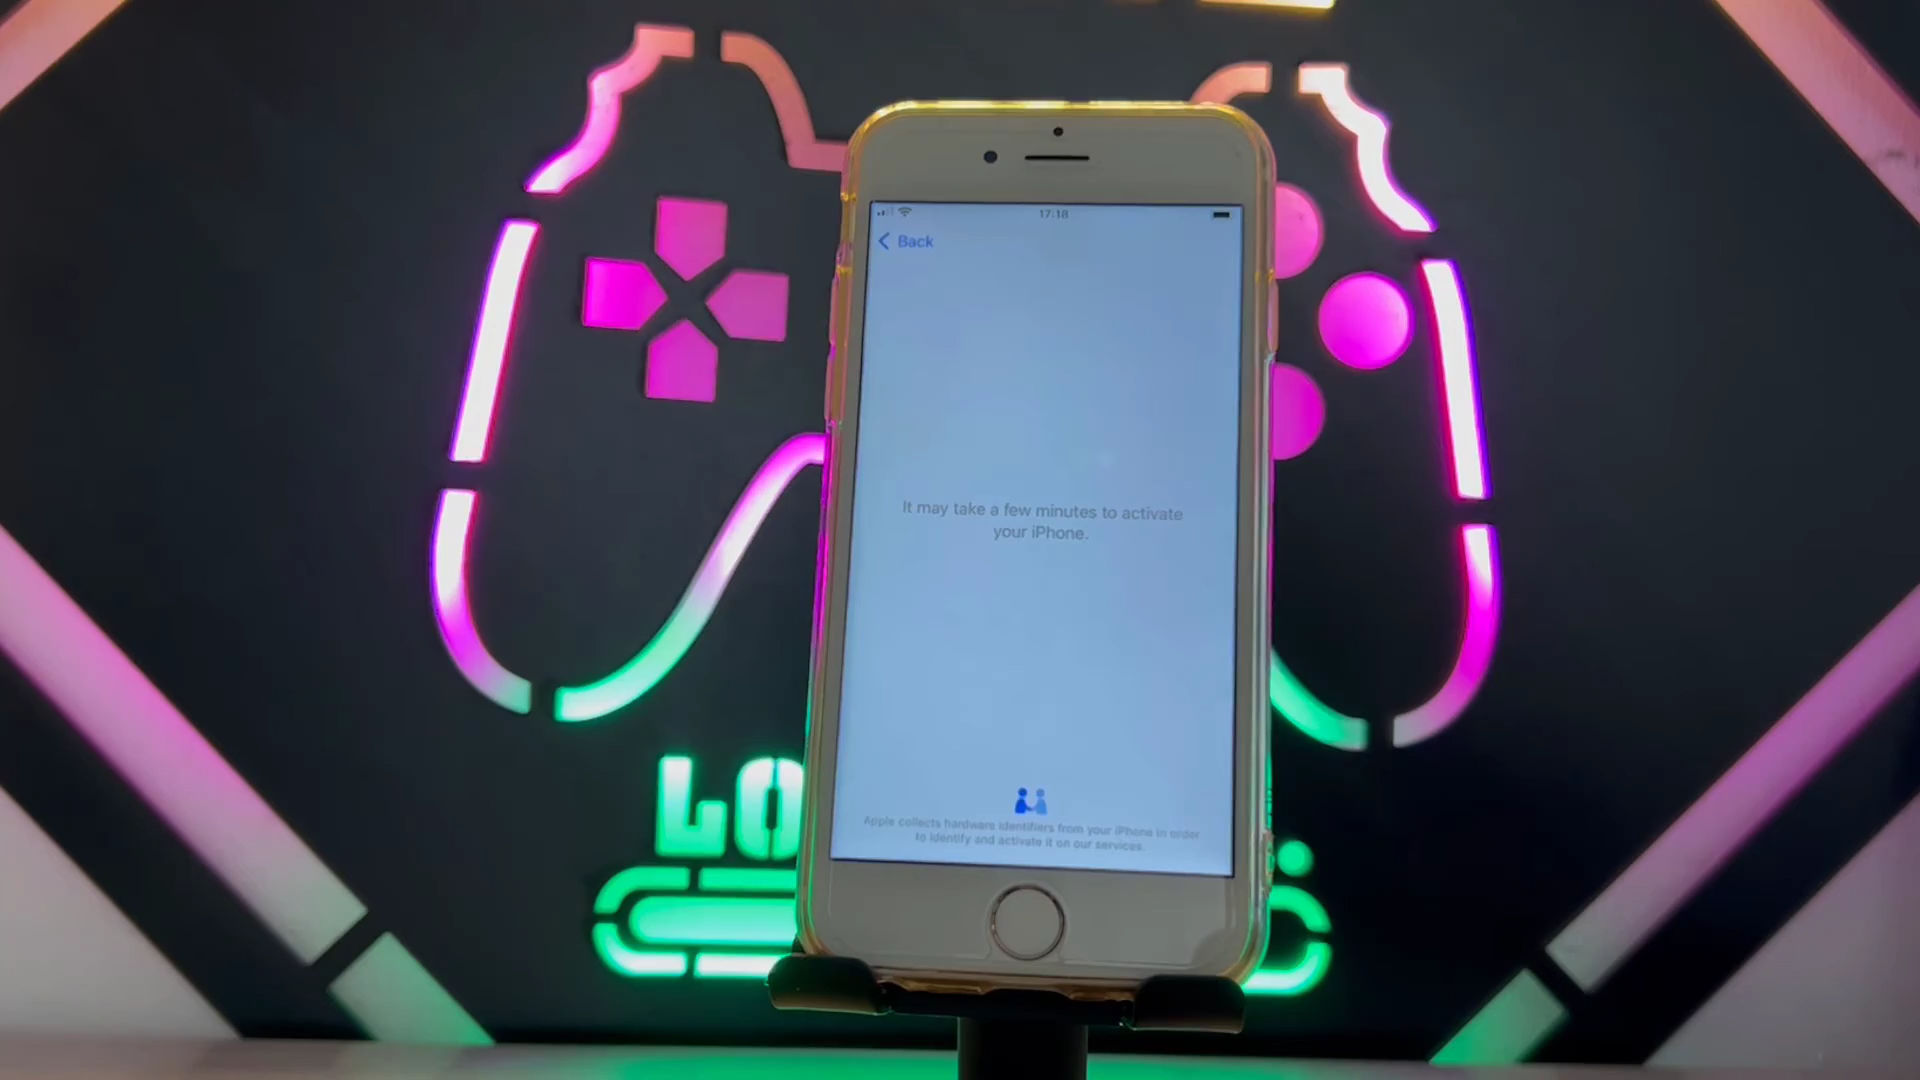 17:18
Back
It may take a few minutes to activate
your iPhone.
Apple collects hardware identifiers from your iPhone in order
to identify and activate it on our services.
LO